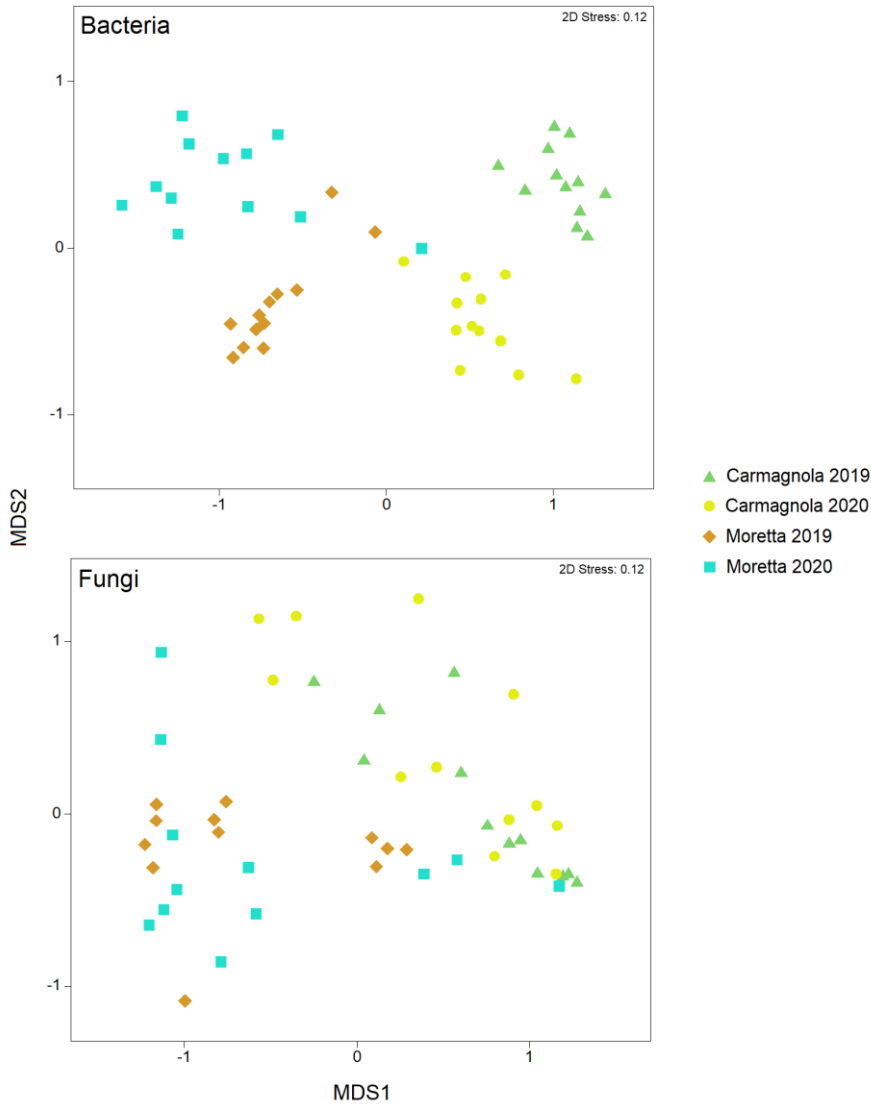 Bacteria
2D Stress: 0.12
1
0
-1
-1
0
1
MDS2
Carmagnola 2019
Carmagnola 2020
Moretta 2019
Moretta 2020
Fungi
2D Stress: 0.12
1
0
-1
-1
0
1
MDS1